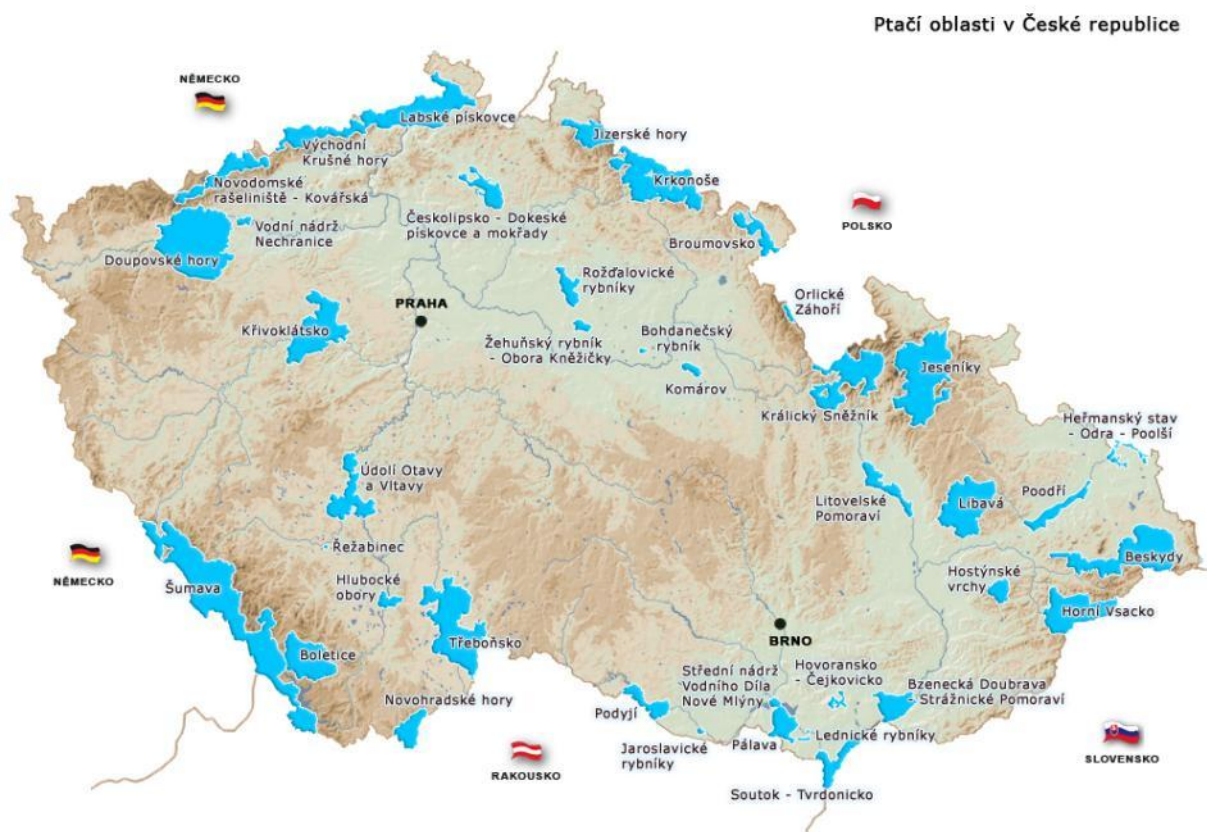 Ptačí oblasti v České republice
NĚMECKO
Labské pískovce
Jizerské hory
Východní
Krušné hory
Krkonoše
Novodomské
rašeliniště - Kovářská
POLSKO
Českolipsko - Dokeské
pískovce a mokřady
Vodní nádrž
Nechranice
Broumovsko
Doupovské hory
Rožďalovické
rybníky
Orlické
Záhoří
PRAHA
Křivoklátsko
Žehuňský rybník
- Obora Kněžičky
Bohdanečský
rybník
Jeseníky
Komárov
Králický Sněžník
Heřmanský stav
- Odra - Poolší
Údolí Otavy
a Vltavy
Litovelské
Pomoraví
Libavá
Poodří
Řežabinec
NĚMECKO
Beskydy
Hlubocké
obory
Hostýnské
vrchy
Šumava
Horní Vsacko
BRNO
Třeboňsko
Boletice
Střední nádrž
Vodního Díla
Nové Mlýny
Hovoransko
- Čejkovicko
Bzenecká Doubrava
- Strážnické Pomoraví
Novohradské hory
Podyjí
Jaroslavické
rybníky
Pálava
Lednické rybníky
RAKOUSKO
SLOVENSKO
Soutok - Tvrdonicko